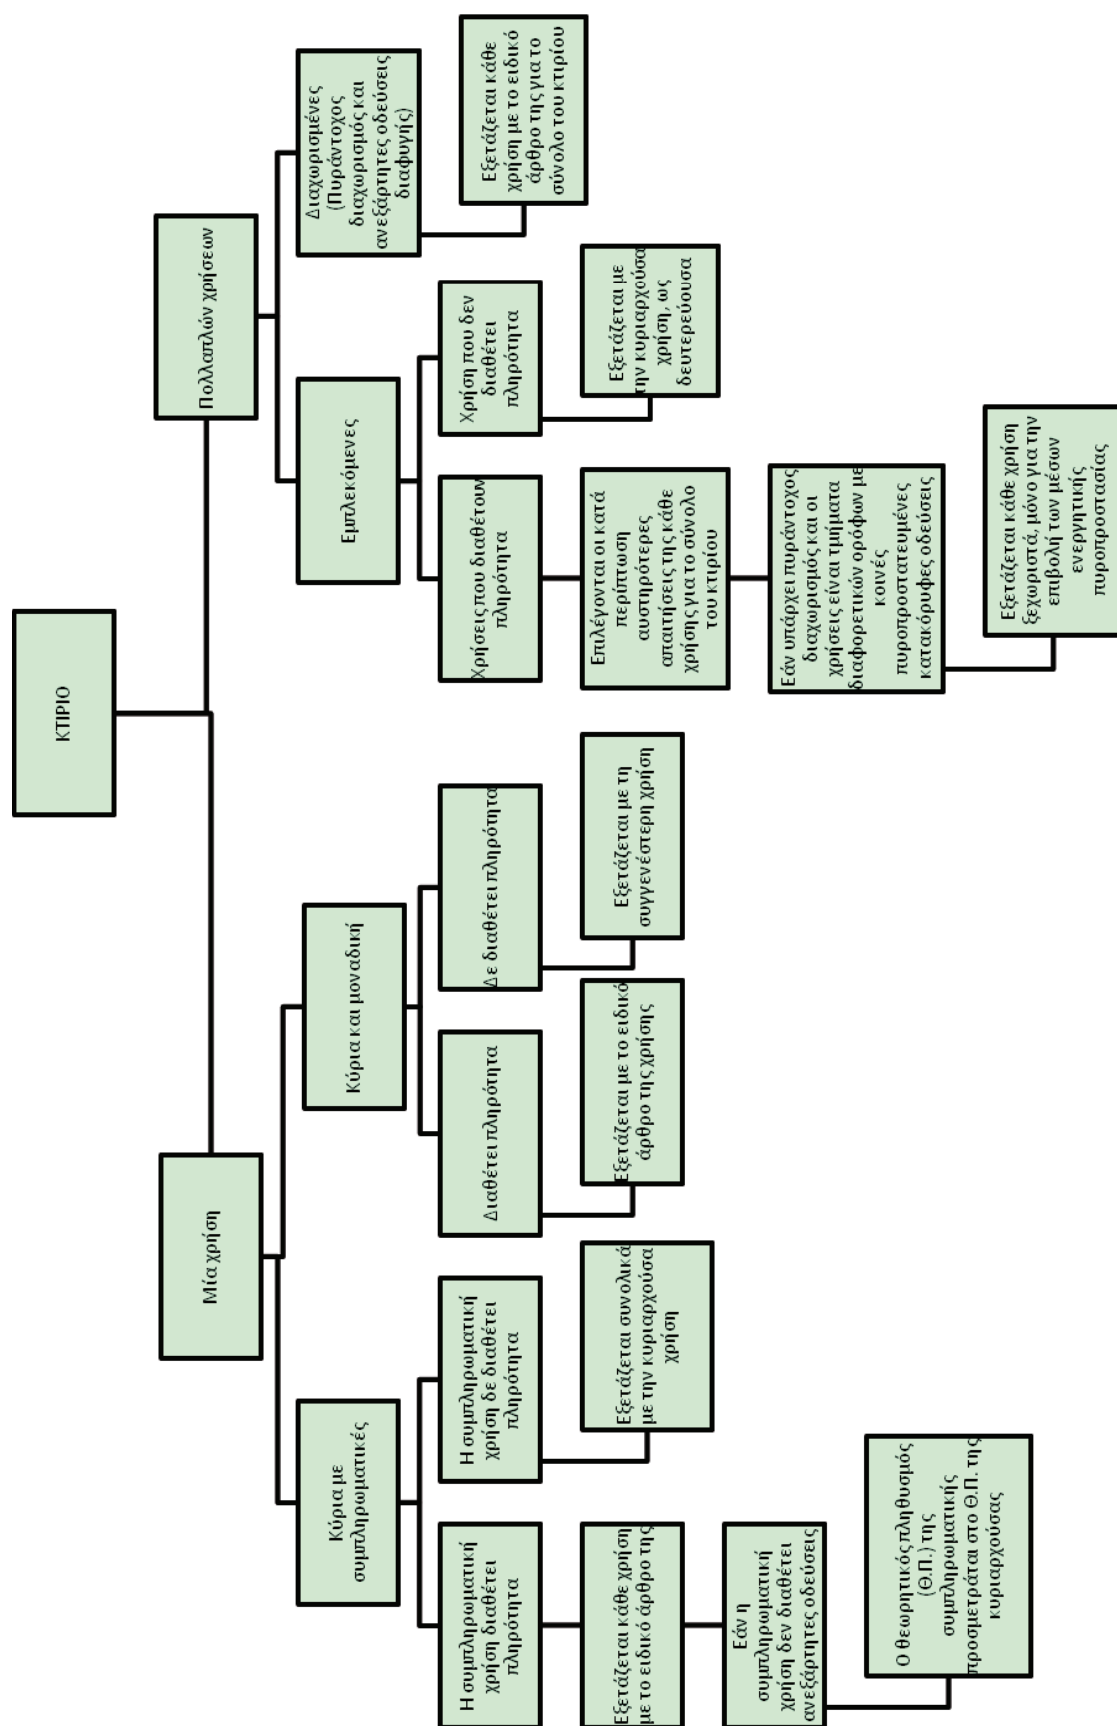 ΚΤΙΡΙΟ
Μία χρήση
Κύρια με
συμπληρωματικές
Η συμπληρωματική
χρήση διαθέτει
πληρότητα
Εξετάζεται κάθε χρήση
με το ειδικό άρθρο της
Εάν η
συμπληρωματική
χρήση δεν διαθέτει
ανεξάρτητες οδεύσεις
Ο θεωρητικός πληθυσμός
(Θ.Π.) της
συμπληρωματικής
προσμετράται στο Θ.Π. της
κυριαρχούσας
Η συμπληρωματική
χρήση δε διαθέτει
πληρότητα
Εξετάζεται συνολικά
με την κυριαρχούσα
χρήση
Κύρια και μοναδική
Διαθέτει πληρότητα
Εξετάζεται με το ειδικό
άρθρο της χρήσης
Δε διαθέτει πληρότητα
Εξετάζεται με τη
συγγενέστερη χρήση
Πολλαπλών χρήσεων
Εμπλεκόμενες
Χρήσεις που διαθέτουν
πληρότητα
Επιλέγονται οι κατά
περίπτωση
αυστηρότερες
απαιτήσεις της κάθε
χρήσης για το σύνολο
του κτιρίου
Εάν υπάρχει πυράντοχος
διαχωρισμός και οι
χρήσεις είναι τμήματα
διαφορετικών ορόφων με
κοινές
πυροπροστατευμένες
κατακόρυφες οδεύσεις
Εξετάζεται κάθε χρήση
ξεχωριστά, μόνο για την
επιβολή των μέσων
ενεργητικής
πυροπροστασίας
Χρήση που δεν
διαθέτει
πληρότητα
Εξετάζεται με
την κυριαρχούσα
χρήση, ως
δευτερεύουσα
Διαχωρισμένες
(Πυράντοχος
διαχωρισμός και
ανεξάρτητες οδεύσεις
διαφυγής)
Εξετάζεται κάθε
χρήση με το ειδικό
άρθρο της για το
σύνολο του κτιρίου